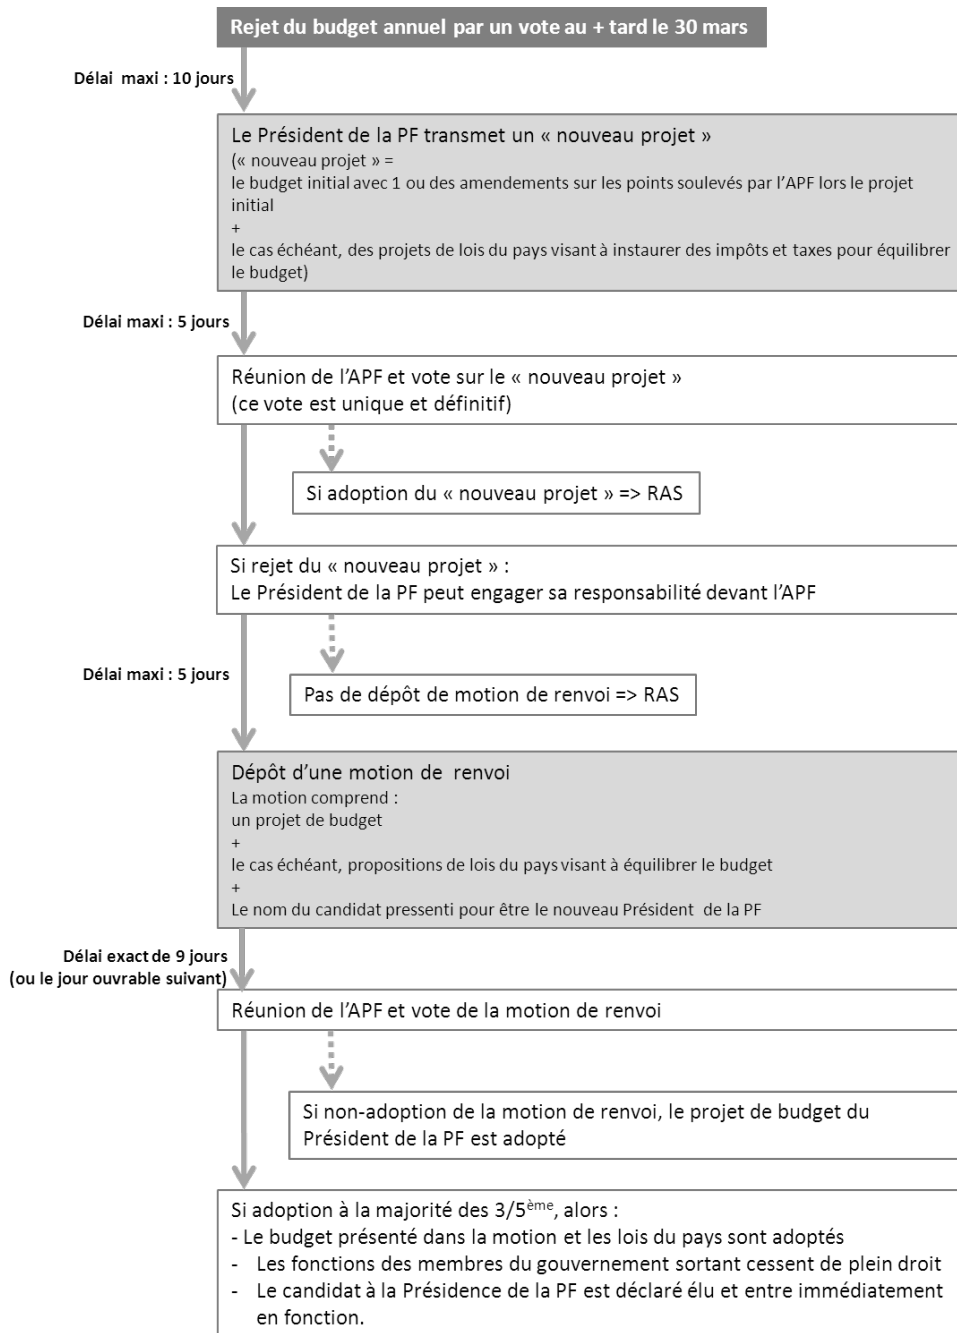 Rejet du budget annuel par un vote au + tard le 30 mars
Délai maxi : 10 jours
Le Président de la PF transmet un « nouveau projet »
(« nouveau projet » =
le budget initial avec 1 ou des amendements sur les points soulevés par l’APF lors le projet
initial
+
le cas échéant, des projets de lois du pays visant à instaurer des impôts et taxes pour équilibrer
le budget)
Délai maxi : 5 jours
Réunion de l’APF et vote sur le « nouveau projet »
(ce vote est unique et définitif)
Si adoption du « nouveau projet » => RAS
Si rejet du « nouveau projet » :
Le Président de la PF peut engager sa responsabilité devant l’APF
Délai maxi : 5 jours
Pas de dépôt de motion de renvoi => RAS
Dépôt d’une motion de renvoi
La motion comprend :
un projet de budget
+
le cas échéant, propositions de lois du pays visant à équilibrer le budget
+
Le nom du candidat pressenti pour être le nouveau Président de la PF
Délai exact de 9 jours
(ou le jour ouvrable suivant)
Réunion de l’APF et vote de la motion de renvoi
Si non-adoption de la motion de renvoi, le projet de budget du
Président de la PF est adopté
Si adoption à la majorité des 3/5ème, alors :
- Le budget présenté dans la motion et les lois du pays sont adoptés
- Les fonctions des membres du gouvernement sortant cessent de plein droit
- Le candidat à la Présidence de la PF est déclaré élu et entre immédiatement
en fonction.